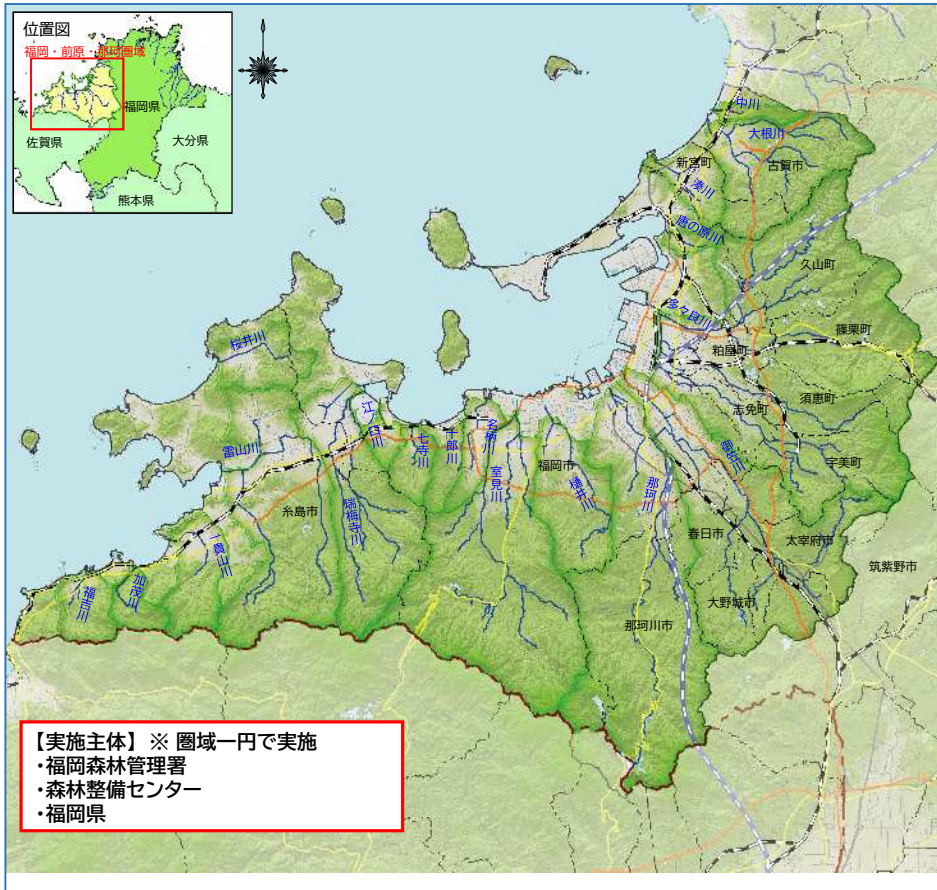 位置図
福岡・前原・那珂圏域
福岡県
佐賀県
大分県
熊本県
中川
大根川
新宮町
古賀市
湊川
唐の原川
久山町
多々良川
篠栗町
粕屋町
桜井川
須恵町
志免町
江ノ口川
七寺川
十郎川
名柄川
御笠川
宇美町
雷山川
室見川
福岡市
樋井川
那珂川
瑞梅寺川
糸島市
春日市
太宰府市
一貴山川
筑紫野市
加茂川
福吉川
大野城市
那珂川市
【実施主体】 ※ 圏域一円で実施
・福岡森林管理署
・森林整備センター
・福岡県